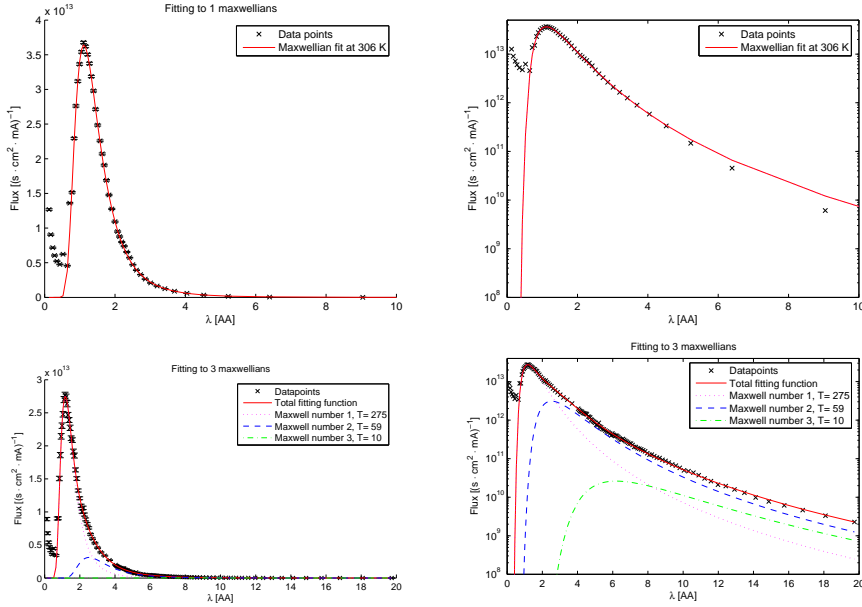 Fitting to 1 maxwellians
x 10^13
4
3.5
3
2.5
2
1.5
1
0.5
0
0 2 4 6 8 10
λ [AA]
Flux [(s · cm² · mA)⁻¹]
Data points
Maxwellian fit at 306 K
10^13
10^12
10^11
10^10
10^9
10^8
0 2 4 6 8 10
λ [AA]
Flux [(s · cm² · mA)⁻¹]
Data points
Maxwellian fit at 306 K
Fitting to 3 maxwellians
x 10^13
3
2.5
2
1.5
1
0.5
0
0 2 4 6 8 10 12 14 16 18 20
λ [AA]
Flux [(s · cm² · mA)⁻¹]
Datapoints
Total fitting function
Maxwell number 1, T= 275
Maxwell number 2, T= 59
Maxwell number 3, T= 10
Fitting to 3 maxwellians
10^13
10^12
10^11
10^10
10^9
10^8
0 2 4 6 8 10 12 14 16 18 20
λ [AA]
Flux [(s · cm² · mA)⁻¹]
Datapoints
Total fitting function
Maxwell number 1, T= 275
Maxwell number 2, T= 59
Maxwell number 3, T= 10